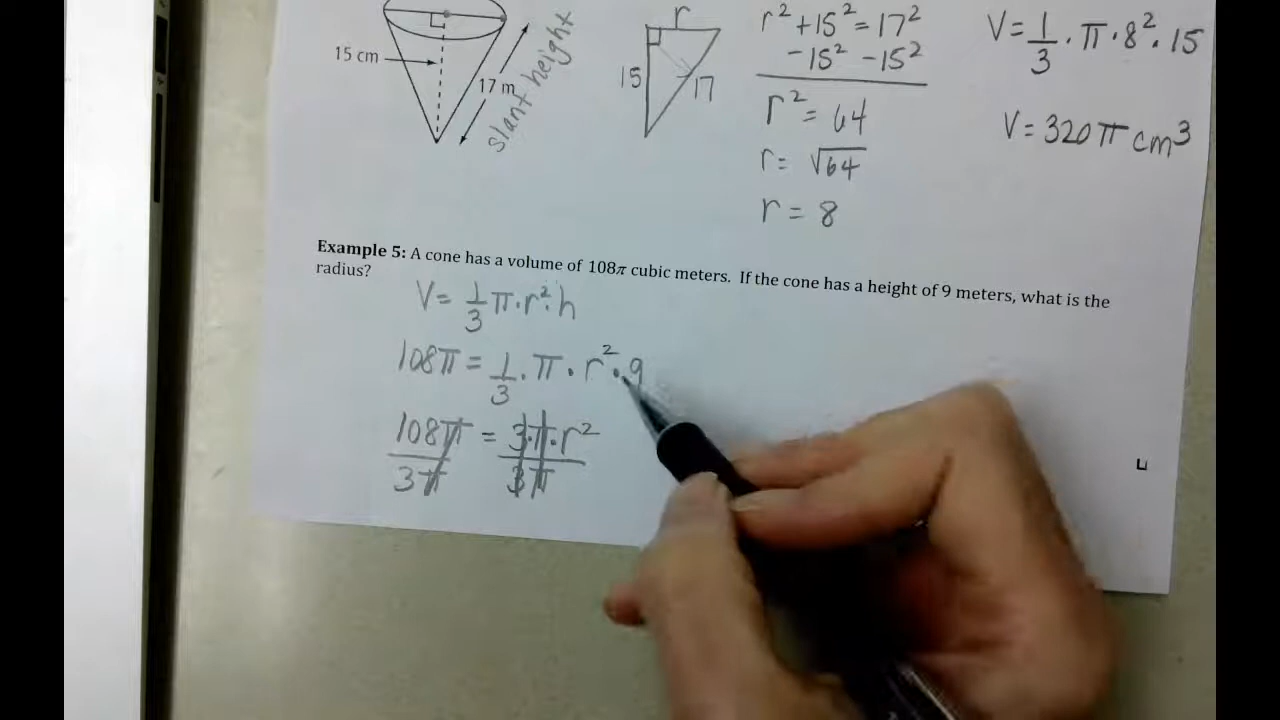 15 cm
17 m
slant height
r
15
17
r² + 15² = 17²
-15² -15²
r² = 64
r = √64
r = 8
V = 1/3 · π · 8² · 15
V = 320π cm³
Example 5: A cone has a volume of 108π cubic meters. If the cone has a height of 9 meters, what is the
radius?
V = 1/3 π · r² · h
108π = 1/3 · π · r² · 9
108π/3π = 3·π·r²/3π